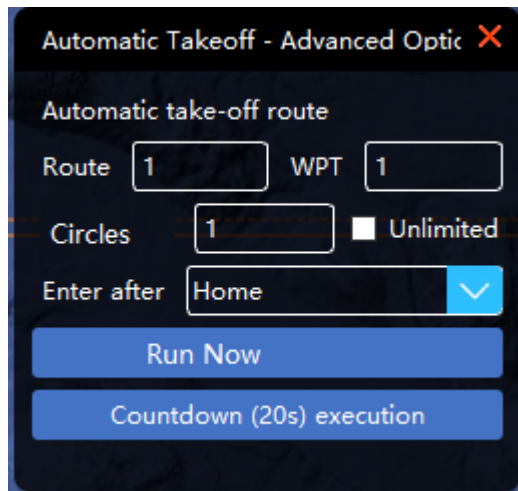 Automatic Takeoff - Advanced Optic
Automatic take-off route
Route 1 WPT 1
Circles 1 Unlimited
Enter after Home
Run Now
Countdown (20s) execution